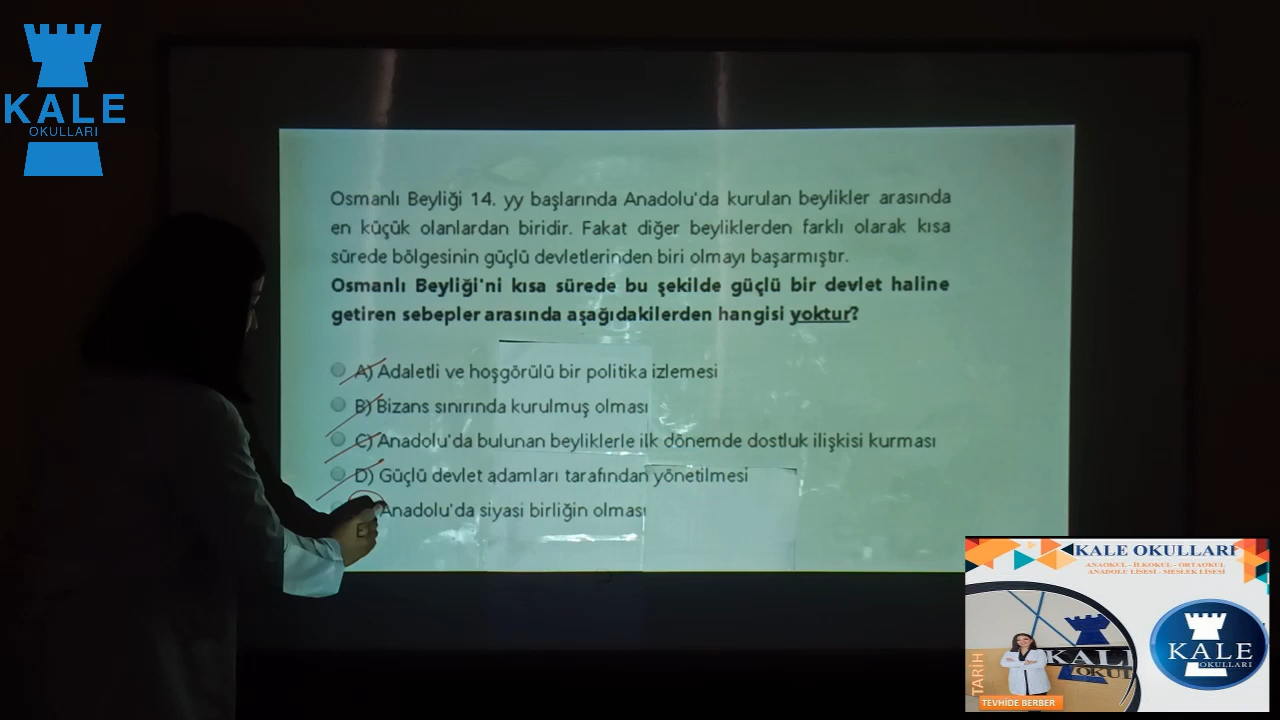 KALE
OKULLARI
Osmanlı Beyliği 14. yy başlarında Anadolu'da kurulan beylikler arasında
en küçük olanlardan biridir. Fakat diğer beyliklerden farklı olarak kısa
sürede bölgesinin güçlü devletlerinden biri olmayı başarmıştır.
Osmanlı Beyliği'ni kısa sürede bu şekilde güçlü bir devlet haline
getiren sebepler arasında aşağıdakilerden hangisi yoktur?
A) Adaletli ve hoşgörülü bir politika izlemesi
B) Bizans sınırında kurulmuş olması
C) Anadolu'da bulunan beyliklerle ilk dönemde dostluk ilişkisi kurması
D) Güçlü devlet adamları tarafından yönetilmesi
Anadolu'da siyasi birliğin olması
KALE OKULLARI
ANAOKUL - İLKOKUL - ORTAOKUL
ANADOLU LİSESİ - MESLEK LİSESİ
TARİH
KALE
OKULLARI
TEVHİDE BERBER